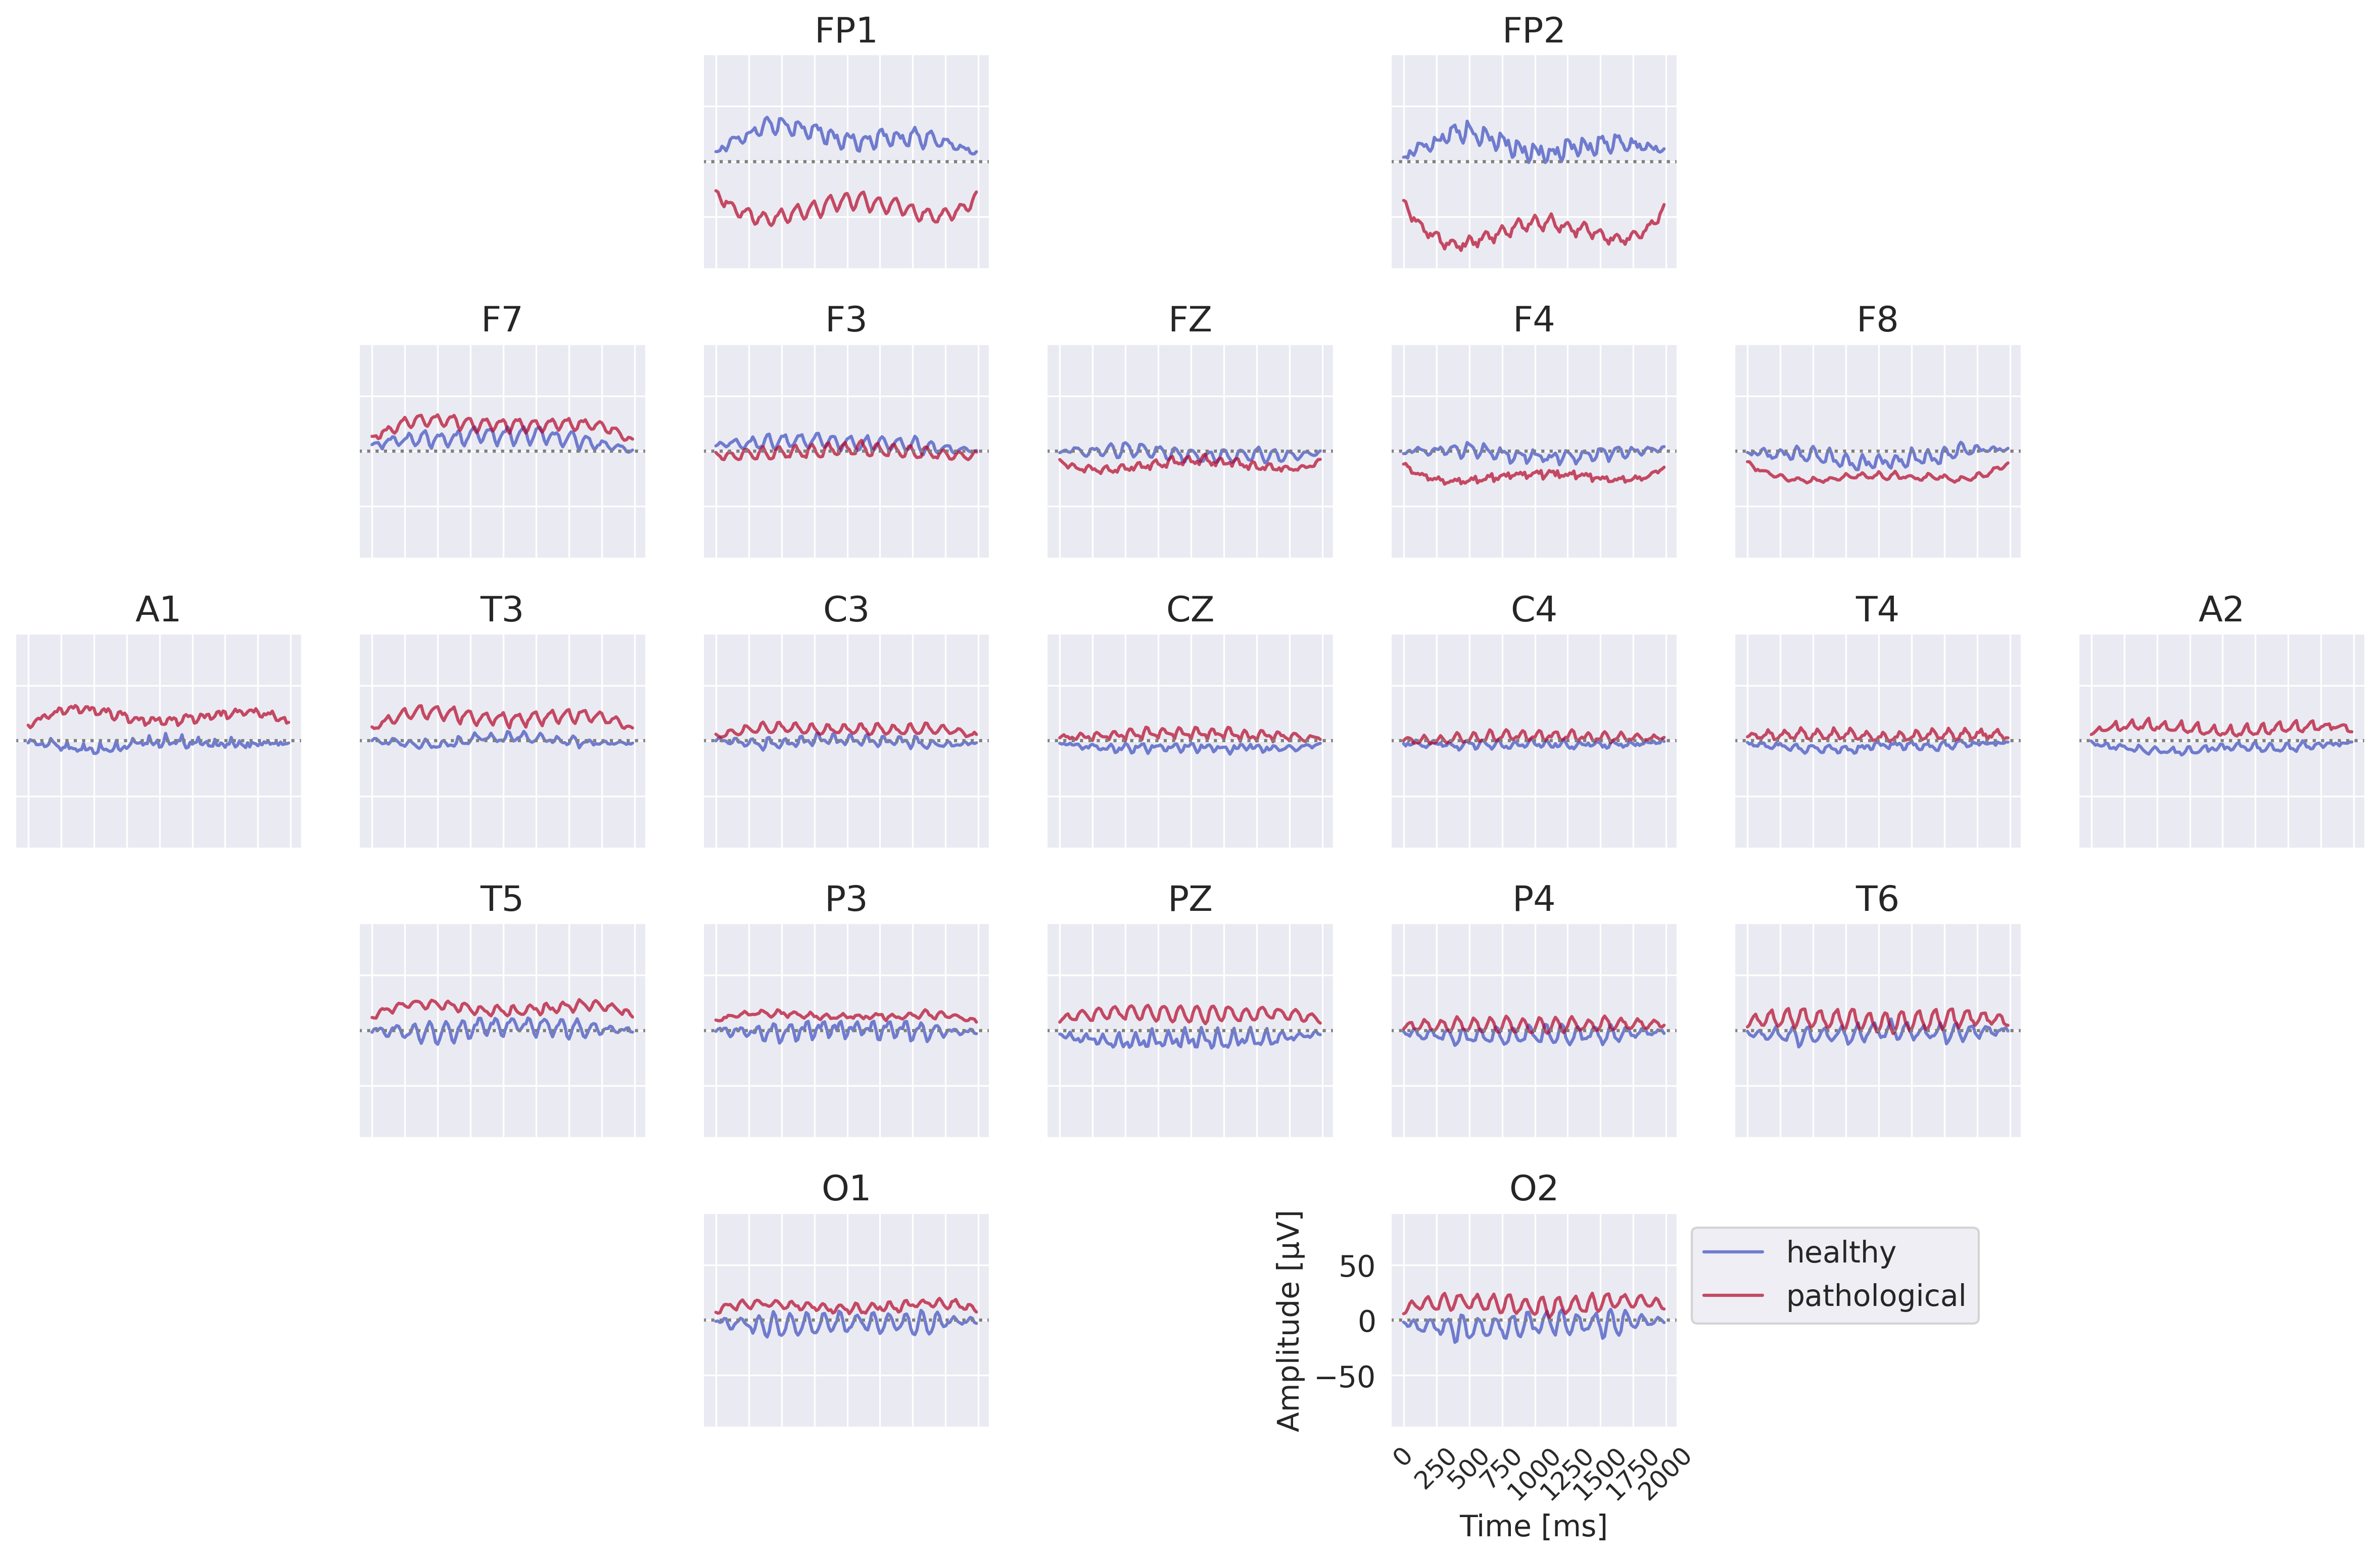 FP1 FP2
F7 F3 FZ F4 F8
A1 T3 C3 CZ C4 T4 A2
T5 P3 PZ P4 T6
O1 O2
Amplitude [µV]
50
0
−50
healthy
pathological
0 250 500 750 1000 1250 1500 1750 2000
Time [ms]